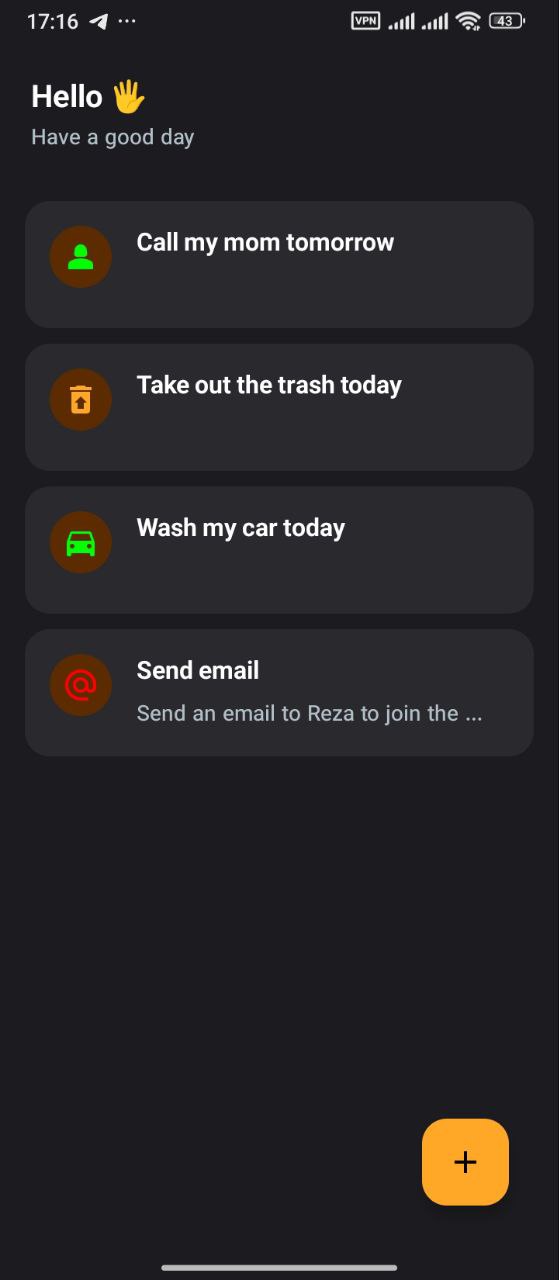 17:16 ... VPN 43
Hello 🖐
Have a good day
Call my mom tomorrow
Take out the trash today
Wash my car today
Send email
Send an email to Reza to join the ...
+